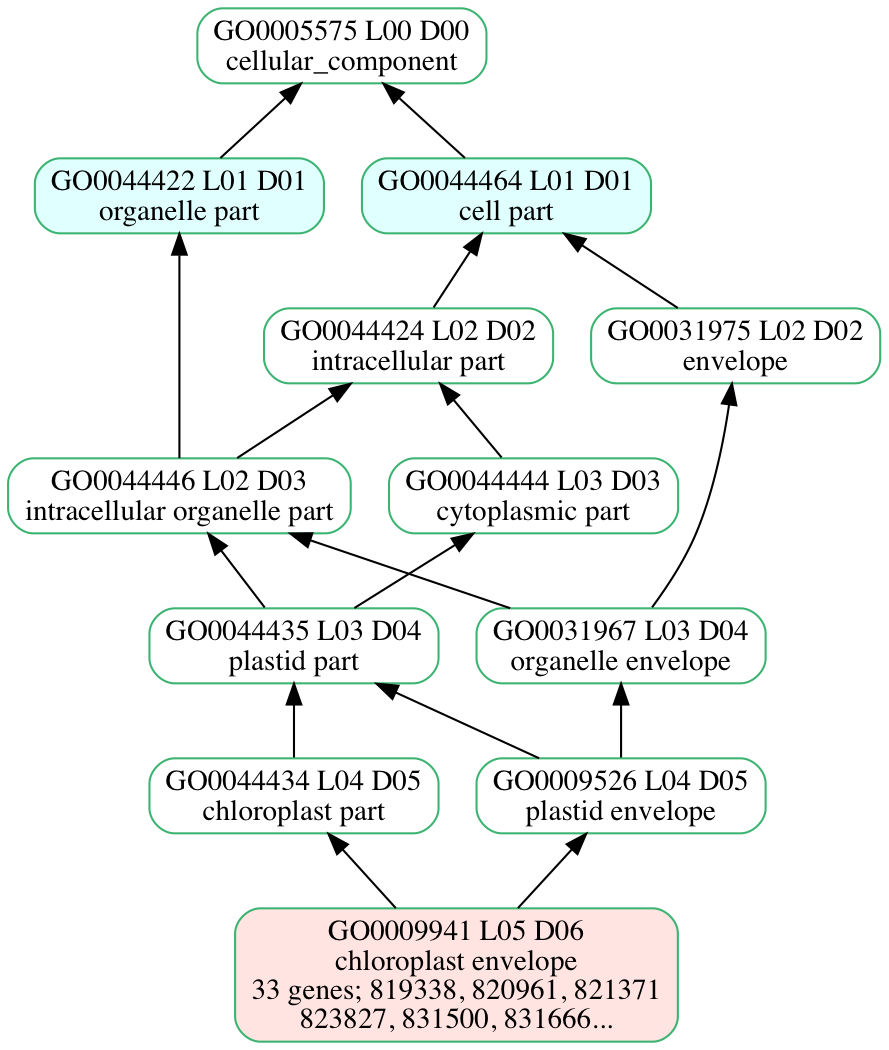 GO0005575 L00 D00
cellular_component
GO0044422 L01 D01
organelle part
GO0044464 L01 D01
cell part
GO0044424 L02 D02
intracellular part
GO0031975 L02 D02
envelope
GO0044446 L02 D03
intracellular organelle part
GO0044444 L03 D03
cytoplasmic part
GO0044435 L03 D04
plastid part
GO0031967 L03 D04
organelle envelope
GO0044434 L04 D05
chloroplast part
GO0009526 L04 D05
plastid envelope
GO0009941 L05 D06
chloroplast envelope
33 genes; 819338, 820961, 821371
823827, 831500, 831666...